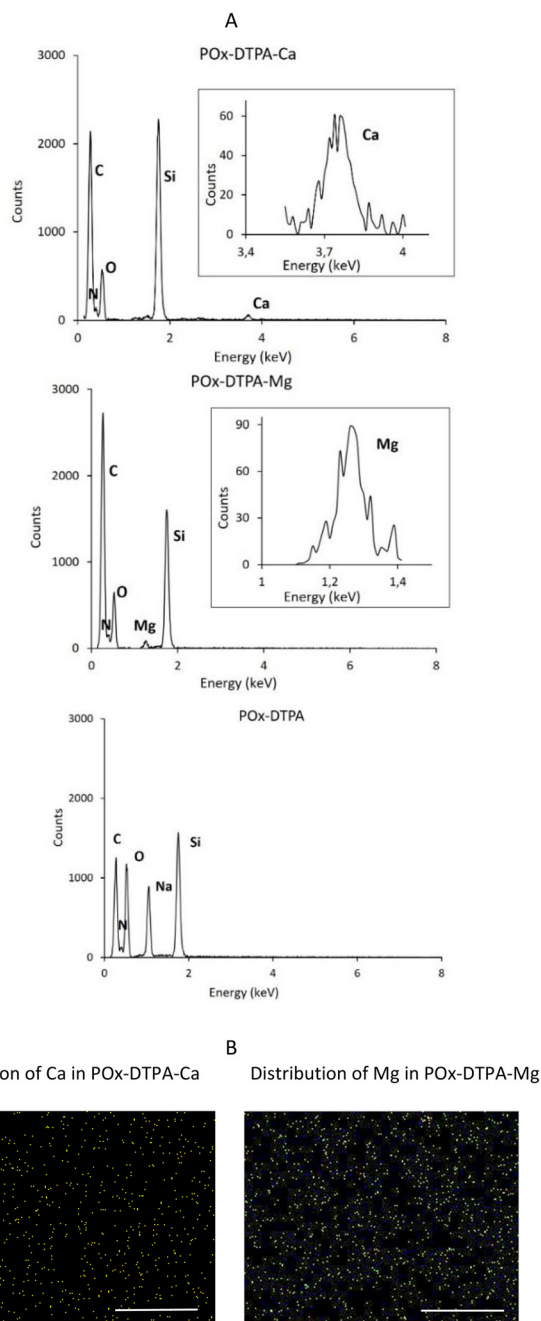 A
POx-DTPA-Ca
3000
2000
1000
0
Counts
C
N
O
Si
Ca
0 2 4 6 8
Energy (keV)
60
40
20
0
Counts
Ca
3,4 3,7 4
Energy (keV)
POx-DTPA-Mg
3000
2000
1000
0
Counts
C
N
O
Mg
Si
0 2 4 6 8
Energy (keV)
90
60
30
0
Counts
Mg
1 1,2 1,4
Energy (keV)
POx-DTPA
3000
2000
1000
0
Counts
C
N
O
Na
Si
0 2 4 6 8
Energy (keV)
B
on of Ca in POx-DTPA-Ca
Distribution of Mg in POx-DTPA-Mg